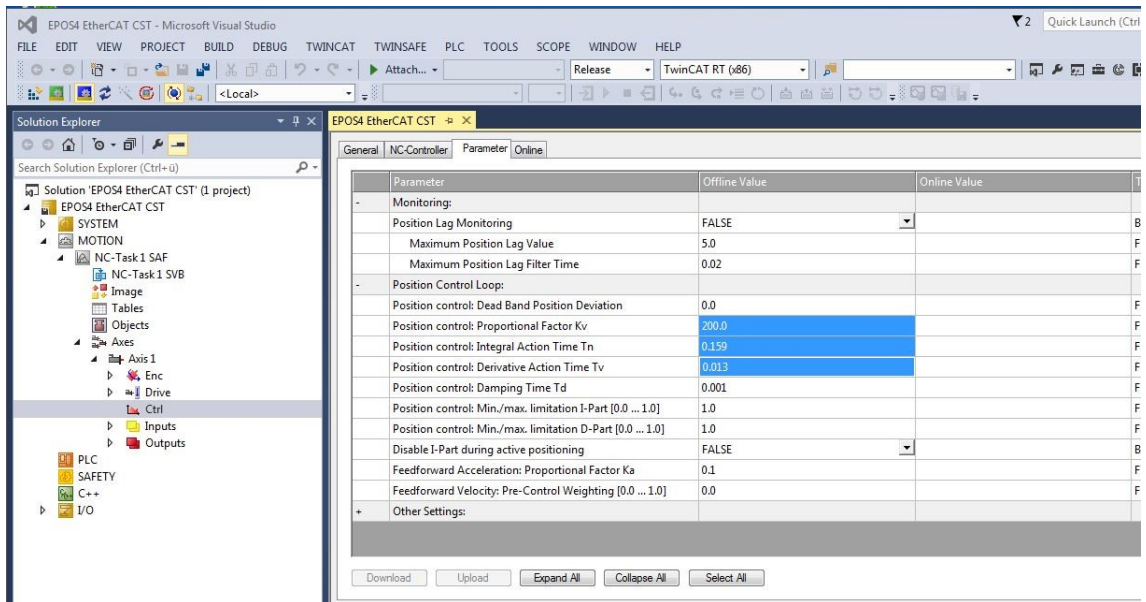 EPOS4 EtherCAT CST - Microsoft Visual Studio
2 Quick Launch (Ctrl
FILE EDIT VIEW PROJECT BUILD DEBUG TWINCAT TWINSAFE PLC TOOLS SCOPE WINDOW HELP
Attach... Release TwinCAT RT (x86)
<Local>
Solution Explorer
Search Solution Explorer (Ctrl+ü)
Solution 'EPOS4 EtherCAT CST' (1 project)
EPOS4 EtherCAT CST
SYSTEM
MOTION
NC-Task 1 SAF
NC-Task 1 SVB
Image
Tables
Objects
Axes
Axis 1
Enc
Drive
Ctrl
Inputs
Outputs
PLC
SAFETY
C++
I/O
EPOS4 EtherCAT CST
General NC-Controller Parameter Online
Parameter Offline Value Online Value T
- Monitoring:
Position Lag Monitoring FALSE B
Maximum Position Lag Value 5.0 F
Maximum Position Lag Filter Time 0.02 F
- Position Control Loop:
Position control: Dead Band Position Deviation 0.0 F
Position control: Proportional Factor Kv 200.0 F
Position control: Integral Action Time Tn 0.159 F
Position control: Derivative Action Time Tv 0.013 F
Position control: Damping Time Td 0.001 F
Position control: Min./max. limitation I-Part [0.0 ... 1.0] 1.0 F
Position control: Min./max. limitation D-Part [0.0 ... 1.0] 1.0 F
Disable I-Part during active positioning FALSE B
Feedforward Acceleration: Proportional Factor Ka 0.1 F
Feedforward Velocity: Pre-Control Weighting [0.0 ... 1.0] 0.0 F
+ Other Settings:
Download Upload Expand All Collapse All Select All